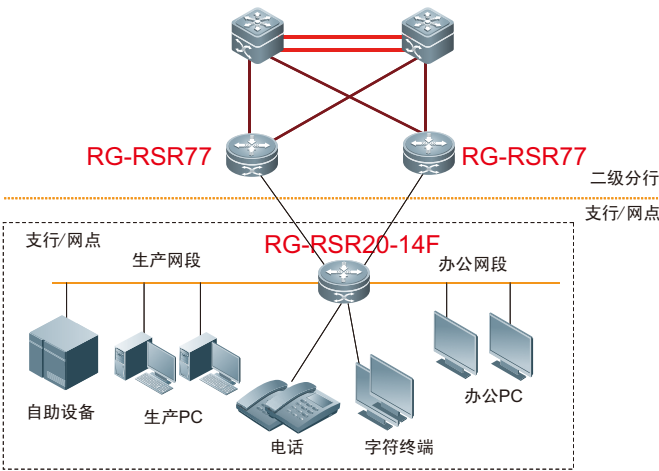 RG-RSR77
RG-RSR77
二级分行
支行/网点
支行/网点
RG-RSR20-14F
生产网段
办公网段
自助设备
生产PC
电话
字符终端
办公PC